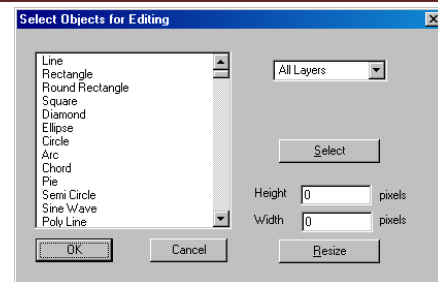 Select Objects for Editing
Line
Rectangle
Round Rectangle
Square
Diamond
Ellipse
Circle
Arc
Chord
Pie
Semi Circle
Sine Wave
Poly Line
All Layers
Select
Height 0 pixels
Width 0 pixels
OK Cancel Resize